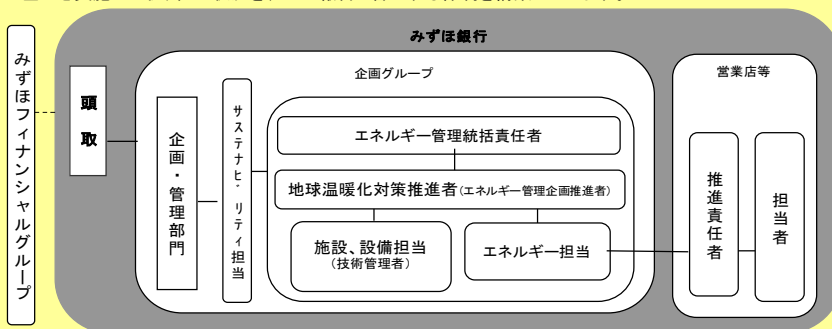 みずほフィナンシャルグループ
みずほ銀行
頭取
企画グループ
企画・管理部門
サステナビリティ担当
エネルギー管理統括責任者
地球温暖化対策推進者(エネルギー管理企画推進者)
施設、設備担当
(技術管理者)
エネルギー担当
営業店等
推進責任者
担当者